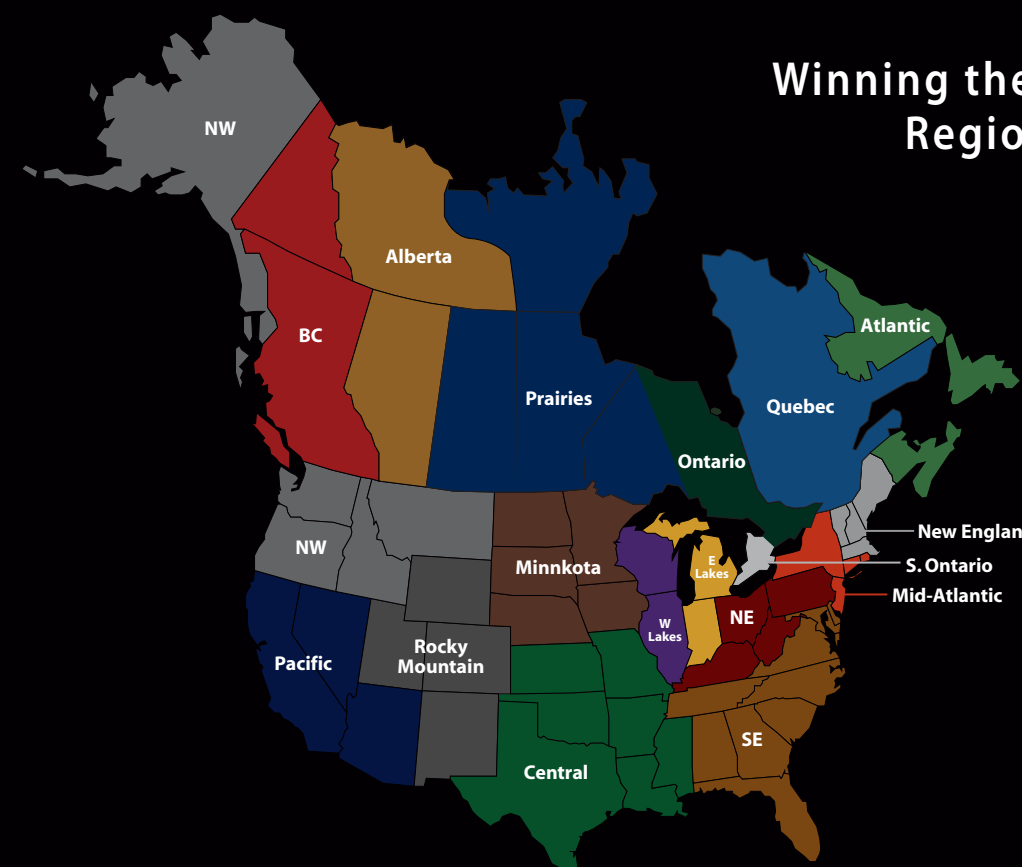 Winning the
Regio
NW
Alberta
BC
Atlantic
Prairies
Quebec
Ontario
New Englan
NW
Minnkota
E
Lakes
S. Ontario
Mid-Atlantic
NE
W
Lakes
Rocky
Mountain
Pacific
SE
Central